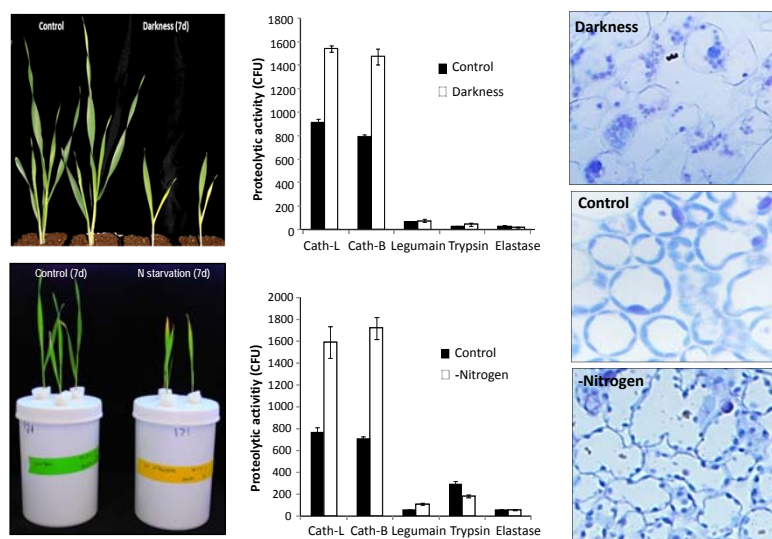 Control
Darkness (7d)
Proteolytic activity (CFU)
1800
1600
1400
1200
1000
800
600
400
200
0
Control
Darkness
Cath-L Cath-B Legumain Trypsin Elastase
Darkness
Control
Control (7d)
N starvation (7d)
Proteolytic activity (CFU)
2000
1800
1600
1400
1200
1000
800
600
400
200
0
Control
-Nitrogen
Cath-L Cath-B Legumain Trypsin Elastase
-Nitrogen